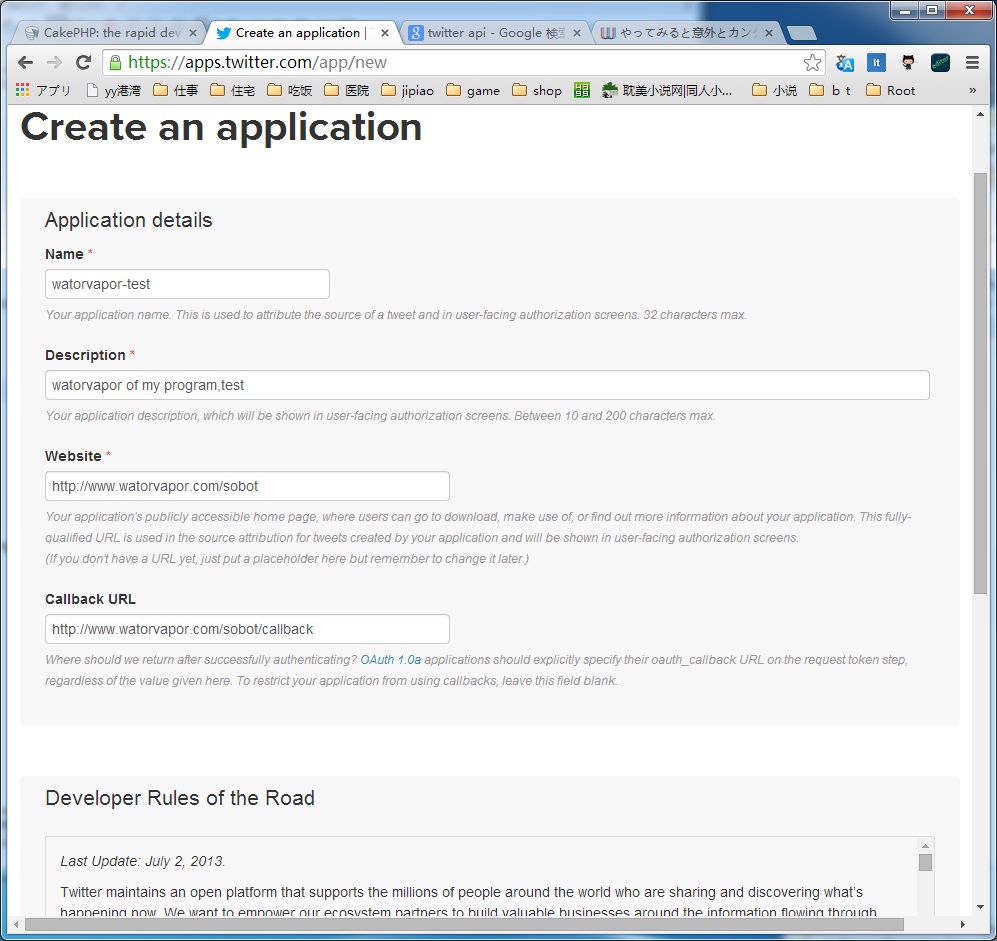 CakePHP: the rapid dev
Create an application |
twitter api - Google 検索
やってみると意外とカンタ
https://apps.twitter.com/app/new
アプリ yy港湾 仕事 住宅 吃饭 医院 jipiao game shop 耽美小说网|同人小... 小说 b t Root »
Create an application
Application details
Name *
watorvapor-test
Your application name. This is used to attribute the source of a tweet and in user-facing authorization screens. 32 characters max.
Description *
watorvapor of my program,test
Your application description, which will be shown in user-facing authorization screens. Between 10 and 200 characters max.
Website *
http://www.watorvapor.com/sobot
Your application's publicly accessible home page, where users can go to download, make use of, or find out more information about your application. This fully-
qualified URL is used in the source attribution for tweets created by your application and will be shown in user-facing authorization screens.
(If you don't have a URL yet, just put a placeholder here but remember to change it later.)
Callback URL
http://www.watorvapor.com/sobot/callback
Where should we return after successfully authenticating? OAuth 1.0a applications should explicitly specify their oauth_callback URL on the request token step,
regardless of the value given here. To restrict your application from using callbacks, leave this field blank.
Developer Rules of the Road
Last Update: July 2, 2013.
Twitter maintains an open platform that supports the millions of people around the world who are sharing and discovering what's
happening now. We want to empower our ecosystem partners to build valuable businesses around the information flowing through